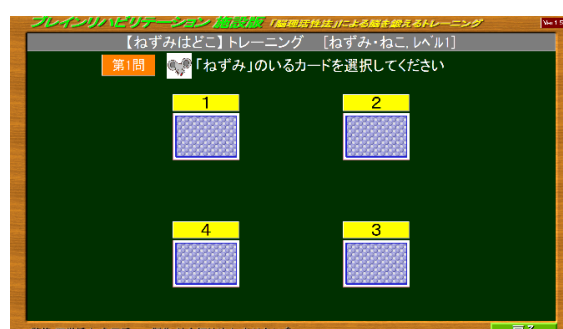 ブレインリハビリテーション 施設版 「脳理活性法」による脳を鍛えるトレーニング
【ねずみはどこ】トレーニング [ねずみ・ねこ, レベル1]
第1問 「ねずみ」のいるカードを選択してください
1 2
4 3